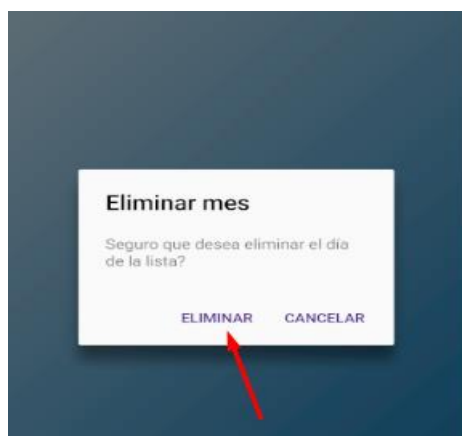 Eliminar mes
Seguro que desea eliminar el día
de la lista?
ELIMINAR CANCELAR